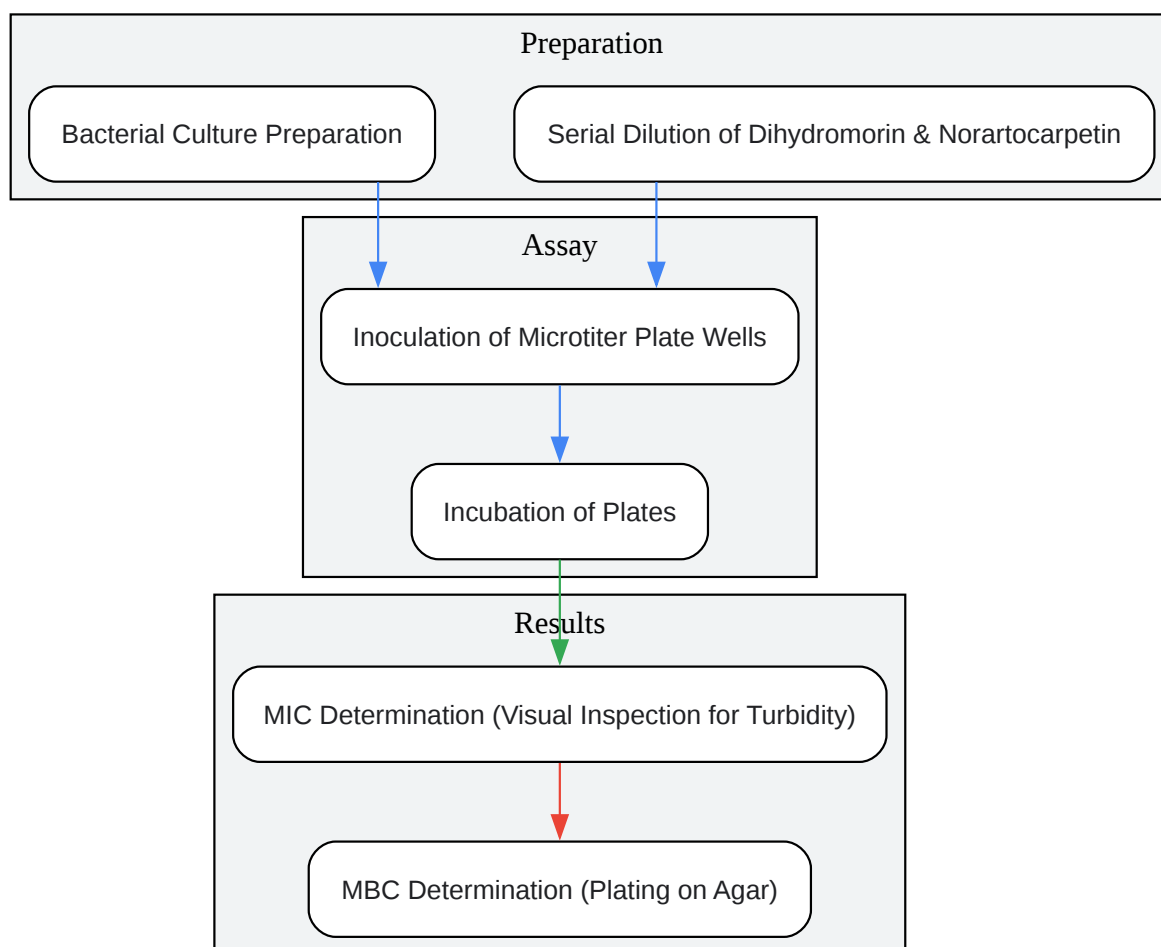 Preparation
Bacterial Culture Preparation
Serial Dilution of Dihydromorin & Norartocarpetin
Assay
Inoculation of Microtiter Plate Wells
Incubation of Plates
Results
MIC Determination (Visual Inspection for Turbidity)
MBC Determination (Plating on Agar)